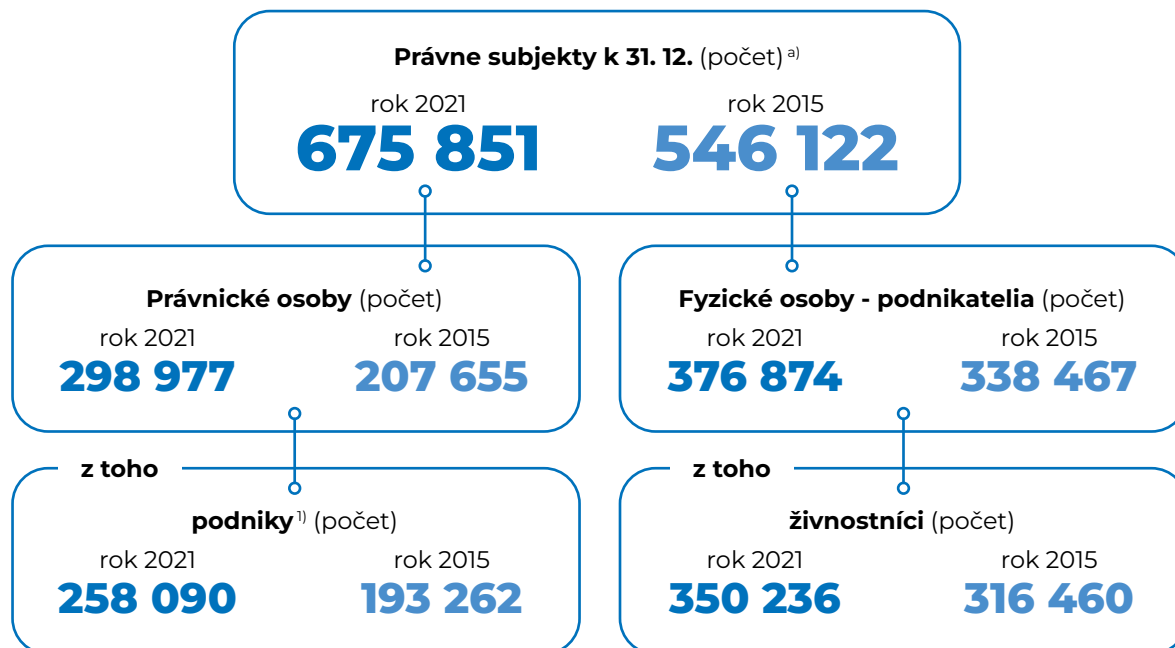 Právne subjekty k 31. 12. (počet) a)
rok 2021 rok 2015
675 851 546 122
Právnické osoby (počet)
rok 2021 rok 2015
298 977 207 655
Fyzické osoby - podnikatelia (počet)
rok 2021 rok 2015
376 874 338 467
z toho
podniky 1) (počet)
rok 2021 rok 2015
258 090 193 262
z toho
živnostníci (počet)
rok 2021 rok 2015
350 236 316 460